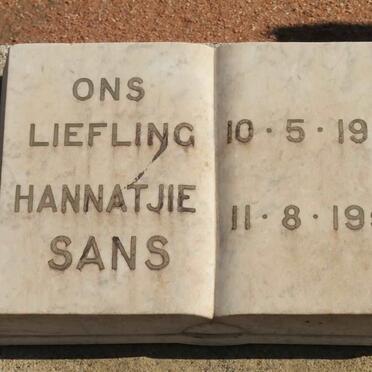 ONS
LIEFLING
HANNATJIE
SANS
10·5·19
11·8·19